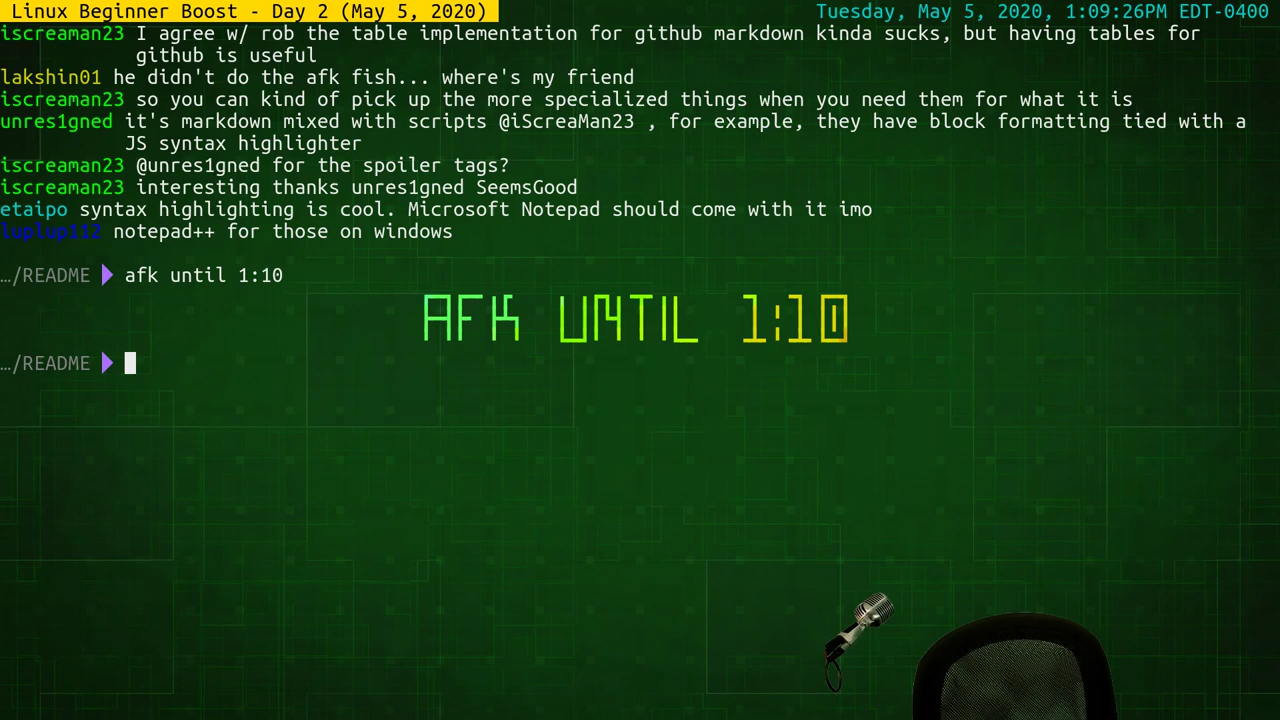 Linux Beginner Boost - Day 2 (May 5, 2020) Tuesday, May 5, 2020, 1:09:26PM EDT-0400
iscreaman23 I agree w/ rob the table implementation for github markdown kinda sucks, but having tables for
github is useful
lakshin01 he didn't do the afk fish... where's my friend
iscreaman23 so you can kind of pick up the more specialized things when you need them for what it is
unres1gned it's markdown mixed with scripts @iScreaMan23 , for example, they have block formatting tied with a
JS syntax highlighter
iscreaman23 @unres1gned for the spoiler tags?
iscreaman23 interesting thanks unres1gned SeemsGood
etaipo syntax highlighting is cool. Microsoft Notepad should come with it imo
luplup112 notepad++ for those on windows
…/README afk until 1:10
AFK UNTIL 1:10
…/README